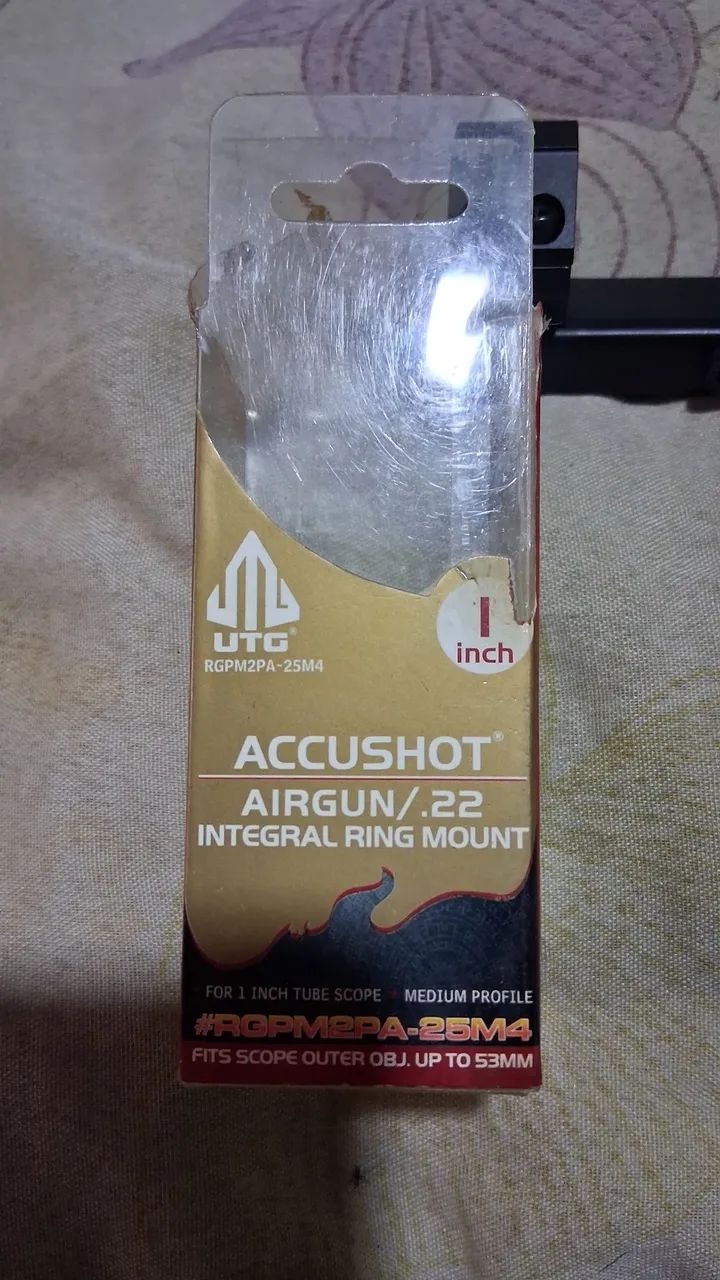 UTG®
RGPM2PA-25M4
1
inch
ACCUSHOT®
AIRGUN/.22
INTEGRAL RING MOUNT
FOR 1 INCH TUBE SCOPE * MEDIUM PROFILE
#RGPM2PA-25M4
FITS SCOPE OUTER OBJ. UP TO 53MM